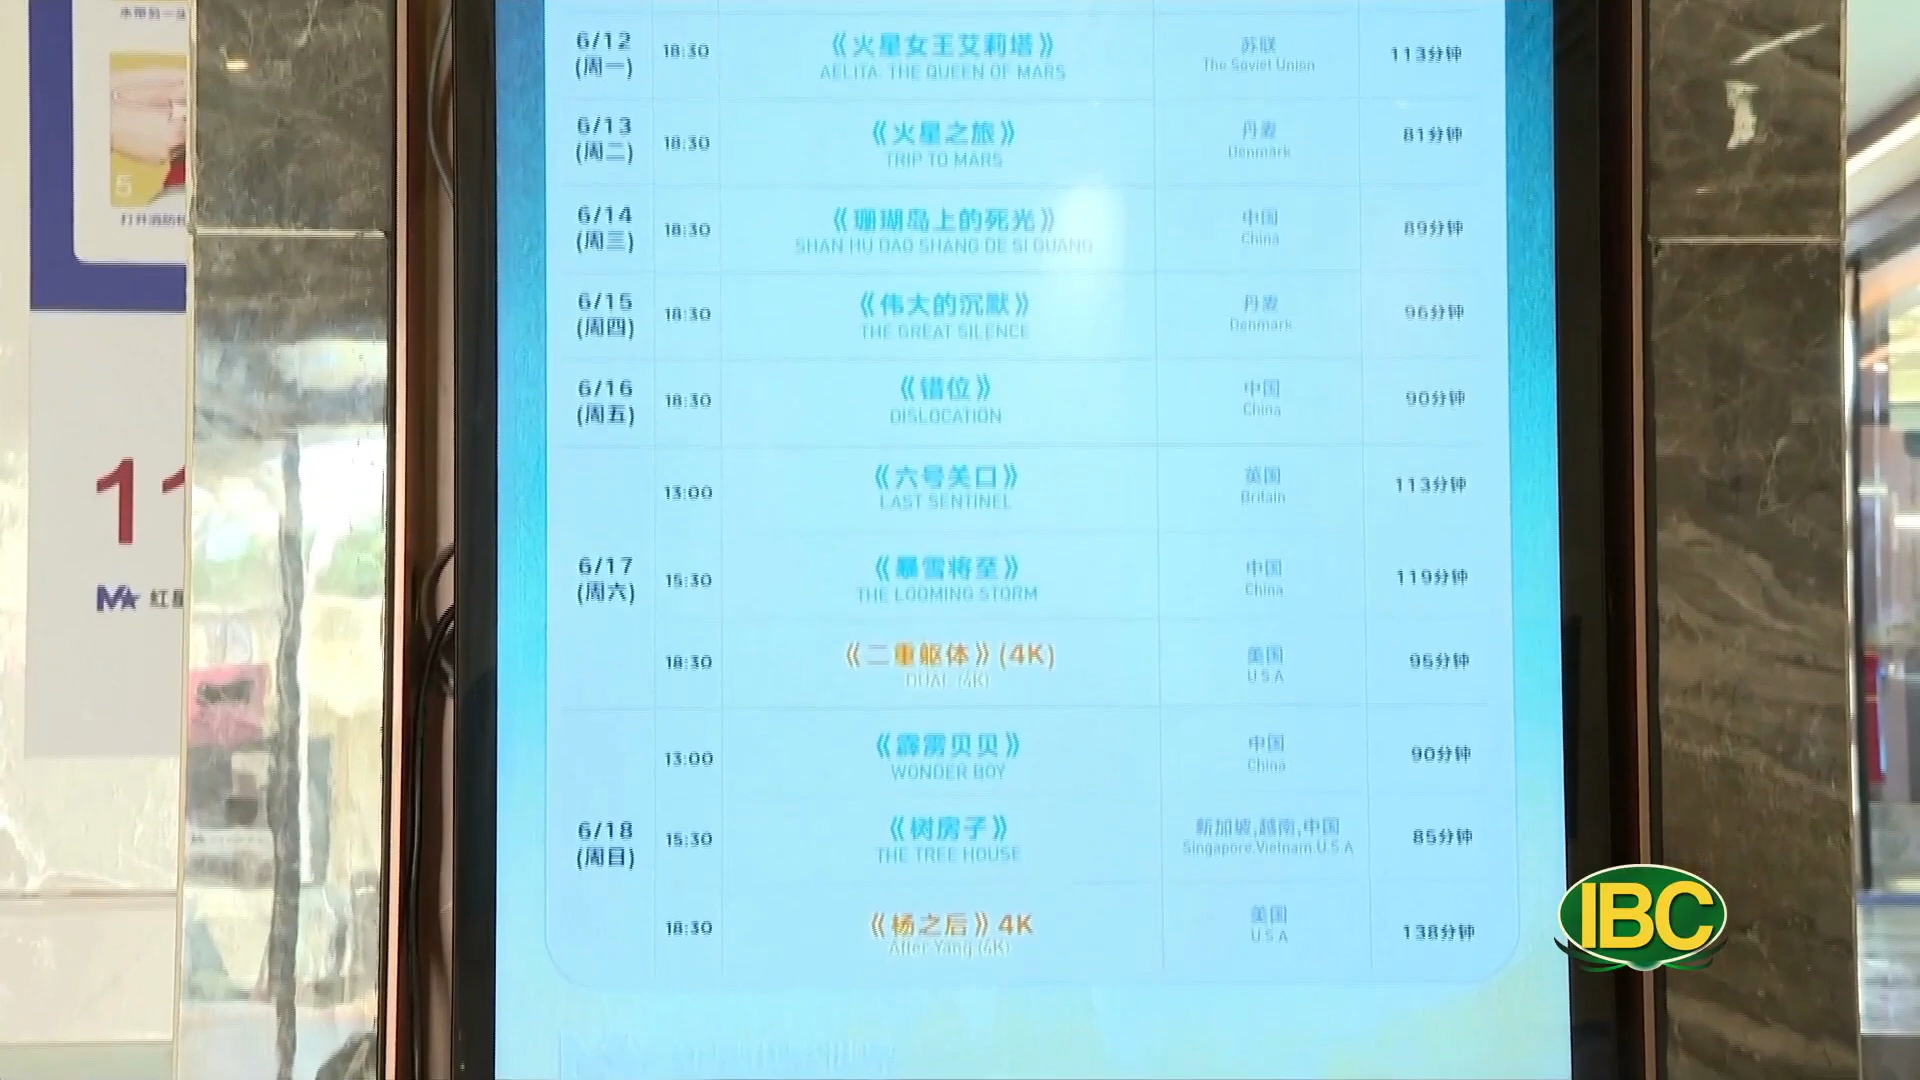 6/12
(周一)
18:30
《火星女王艾莉塔》
AELITA: THE QUEEN OF MARS
苏联
The Soviet Union
113分钟
6/13
(周二)
18:30
《火星之旅》
TRIP TO MARS
丹麦
Denmark
81分钟
6/14
(周三)
18:30
《珊瑚岛上的死光》
SHAN HU DAO SHANG DE SI GUANG
中国
China
89分钟
6/15
(周四)
18:30
《伟大的沉默》
THE GREAT SILENCE
丹麦
Denmark
96分钟
6/16
(周五)
18:30
《错位》
DISLOCATION
中国
China
90分钟
6/17
(周六)
13:00
《六号关口》
LAST SENTINEL
英国
Britain
113分钟
15:30
《暴雪将至》
THE LOOMING STORM
中国
China
119分钟
18:30
《二重躯体》(4K)
DUAL (4K)
美国
U S A
95分钟
6/18
(周日)
13:00
《霹雳贝贝》
WONDER BOY
中国
China
90分钟
15:30
《树房子》
THE TREE HOUSE
新加坡,越南,中国
Singapore,Vietnam,U S A
85分钟
18:30
《杨之后》4K
After Yang (4K)
美国
U S A
138分钟
5
打开消防栓
11
红星
IBC